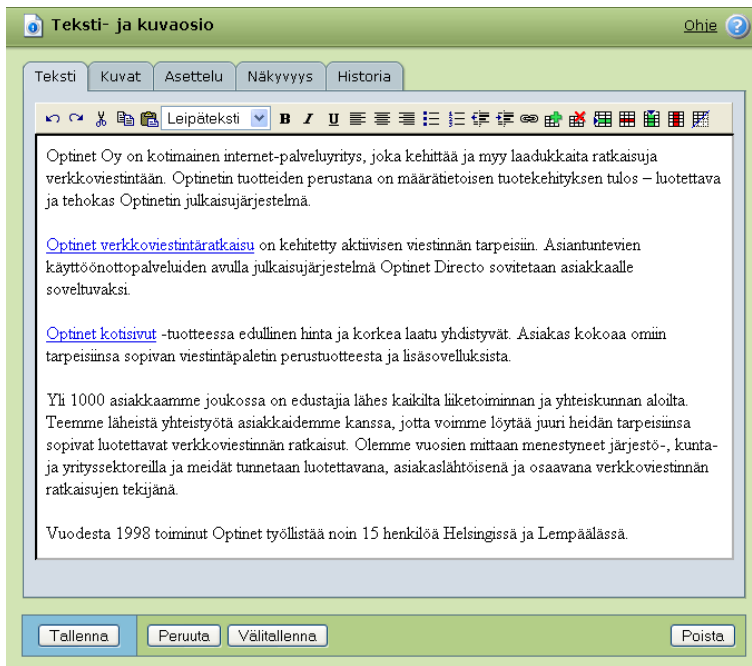 Teksti- ja kuvaosio
Ohje ?
Teksti Kuvat Asettelu Näkyvyys Historia
Leipäteksti B I U
Optinet Oy on kotimainen internet-palveluyritys, joka kehittää ja myy laadukkaita ratkaisuja
verkkoviestintään. Optinetin tuotteiden perustana on määrätietoisen tuotekehityksen tulos – luotettava
ja tehokas Optinetin julkaisujärjestelmä.
Optinet verkkoviestintäratkaisu on kehitetty aktiivisen viestinnän tarpeisiin. Asiantuntevien
käyttöönottopalveluiden avulla julkaisujärjestelmä Optinet Directo sovitetaan asiakkaalle
soveltuvaksi.
Optinet kotisivut -tuotteessa edullinen hinta ja korkea laatu yhdistyvät. Asiakas kokoaa omiin
tarpeisiinsa sopivan viestintäpaletin perustuotteesta ja lisäsovelluksista.
Yli 1000 asiakkaamme joukossa on edustajia lähes kaikilta liiketoiminnan ja yhteiskunnan aloilta.
Teemme läheistä yhteistyötä asiakkaidemme kanssa, jotta voimme löytää juuri heidän tarpeisiinsa
sopivat luotettavat verkkoviestinnän ratkaisut. Olemme vuosien mittaan menestyneet järjestö-, kunta-
ja yrityssektoreilla ja meidät tunnetaan luotettavana, asiakaslähtöisenä ja osaavana verkkoviestinnän
ratkaisujen tekijänä.
Vuodesta 1998 toiminut Optinet työllistää noin 15 henkilöä Helsingissä ja Lempäälässä.
Tallenna Peruuta Välitallenna Poista